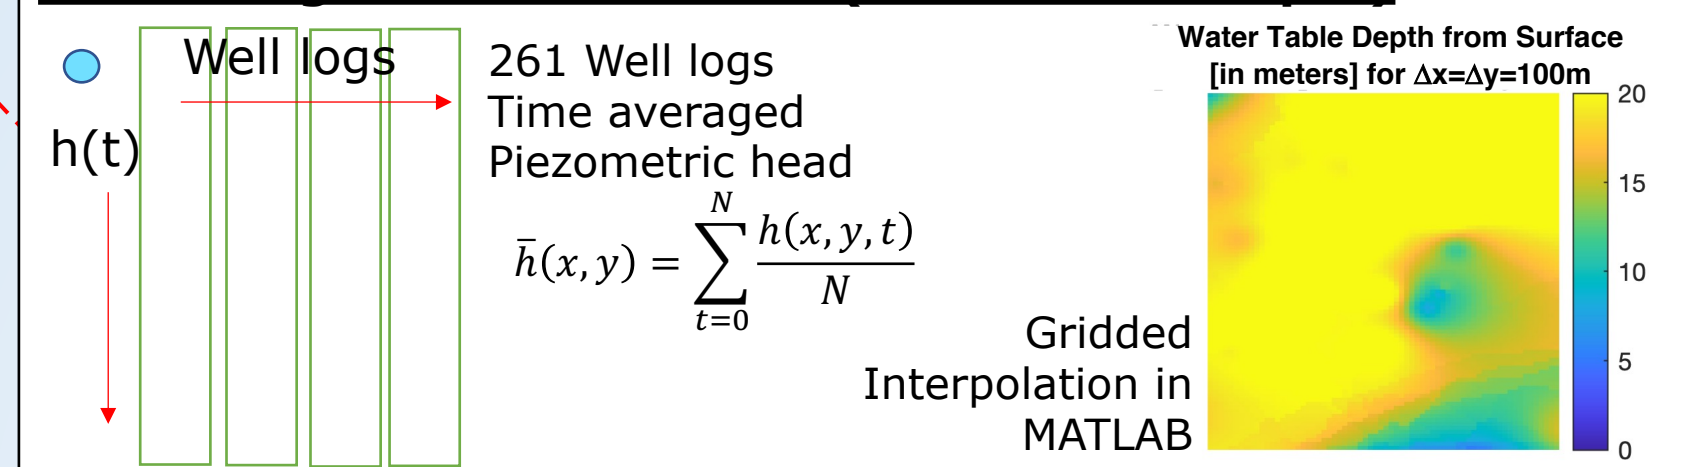 Well logs
h(t)
261 Well logs
Time averaged
Piezometric head
h̄(x, y) = ∑_{t=0}^{N} h(x, y, t)/N
Gridded
Interpolation in
MATLAB
Water Table Depth from Surface
[in meters] for Δx=Δy=100m
20
15
10
5
0